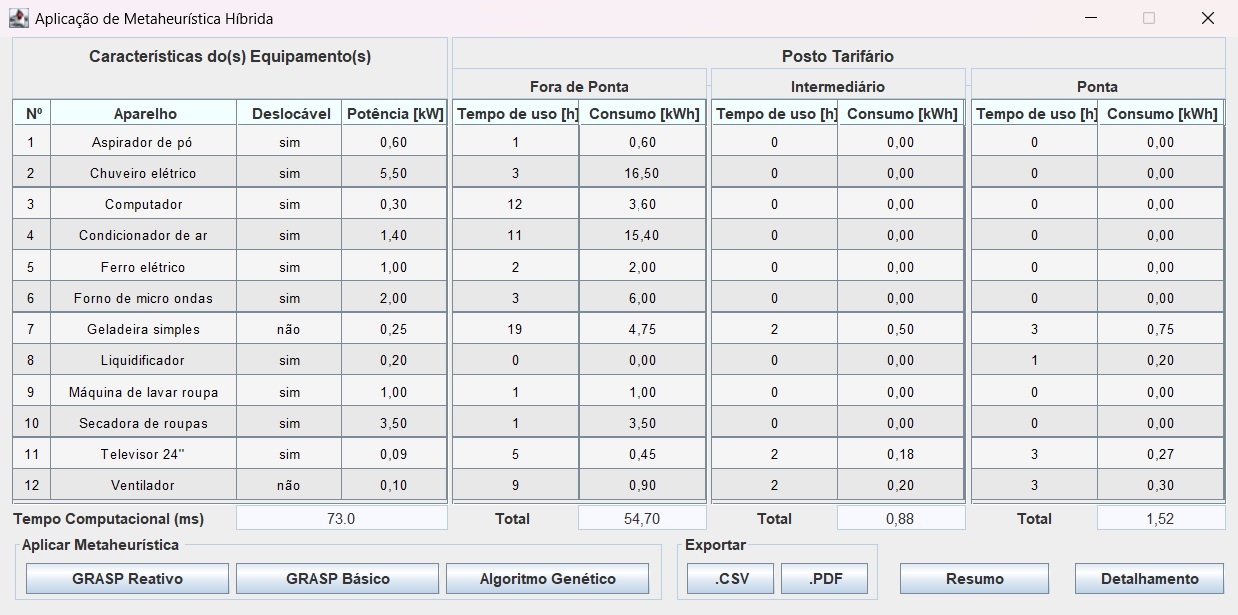 Aplicação de Metaheurística Híbrida
Características do(s) Equipamento(s) Posto Tarifário
Fora de Ponta Intermediário Ponta
Nº Aparelho Deslocável Potência [kW] Tempo de uso [h] Consumo [kWh] Tempo de uso [h] Consumo [kWh] Tempo de uso [h] Consumo [kWh]
1 Aspirador de pó sim 0,60 1 0,60 0 0,00 0 0,00
2 Chuveiro elétrico sim 5,50 3 16,50 0 0,00 0 0,00
3 Computador sim 0,30 12 3,60 0 0,00 0 0,00
4 Condicionador de ar sim 1,40 11 15,40 0 0,00 0 0,00
5 Ferro elétrico sim 1,00 2 2,00 0 0,00 0 0,00
6 Forno de micro ondas sim 2,00 3 6,00 0 0,00 0 0,00
7 Geladeira simples não 0,25 19 4,75 2 0,50 3 0,75
8 Liquidificador sim 0,20 0 0,00 0 0,00 1 0,20
9 Máquina de lavar roupa sim 1,00 1 1,00 0 0,00 0 0,00
10 Secadora de roupas sim 3,50 1 3,50 0 0,00 0 0,00
11 Televisor 24'' sim 0,09 5 0,45 2 0,18 3 0,27
12 Ventilador não 0,10 9 0,90 2 0,20 3 0,30
Tempo Computacional (ms) 73.0 Total 54,70 Total 0,88 Total 1,52
Aplicar Metaheurística Exportar
GRASP Reativo GRASP Básico Algoritmo Genético .CSV .PDF Resumo Detalhamento